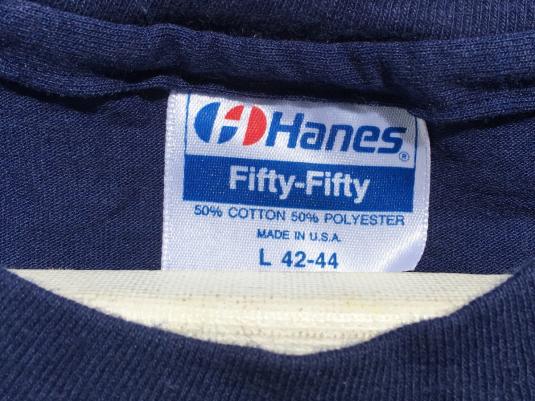 Hanes®
Fifty-Fifty
50% COTTON 50% POLYESTER
MADE IN U.S.A.
L 42-44